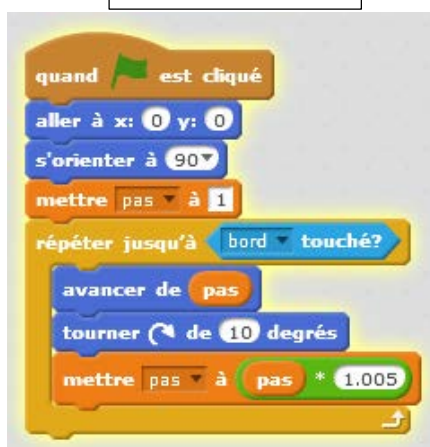 quand est cliqué
aller à x: 0 y: 0
s'orienter à 90
mettre pas à 1
répéter jusqu'à bord touché?
avancer de pas
tourner de 10 degrés
mettre pas à pas * 1.005